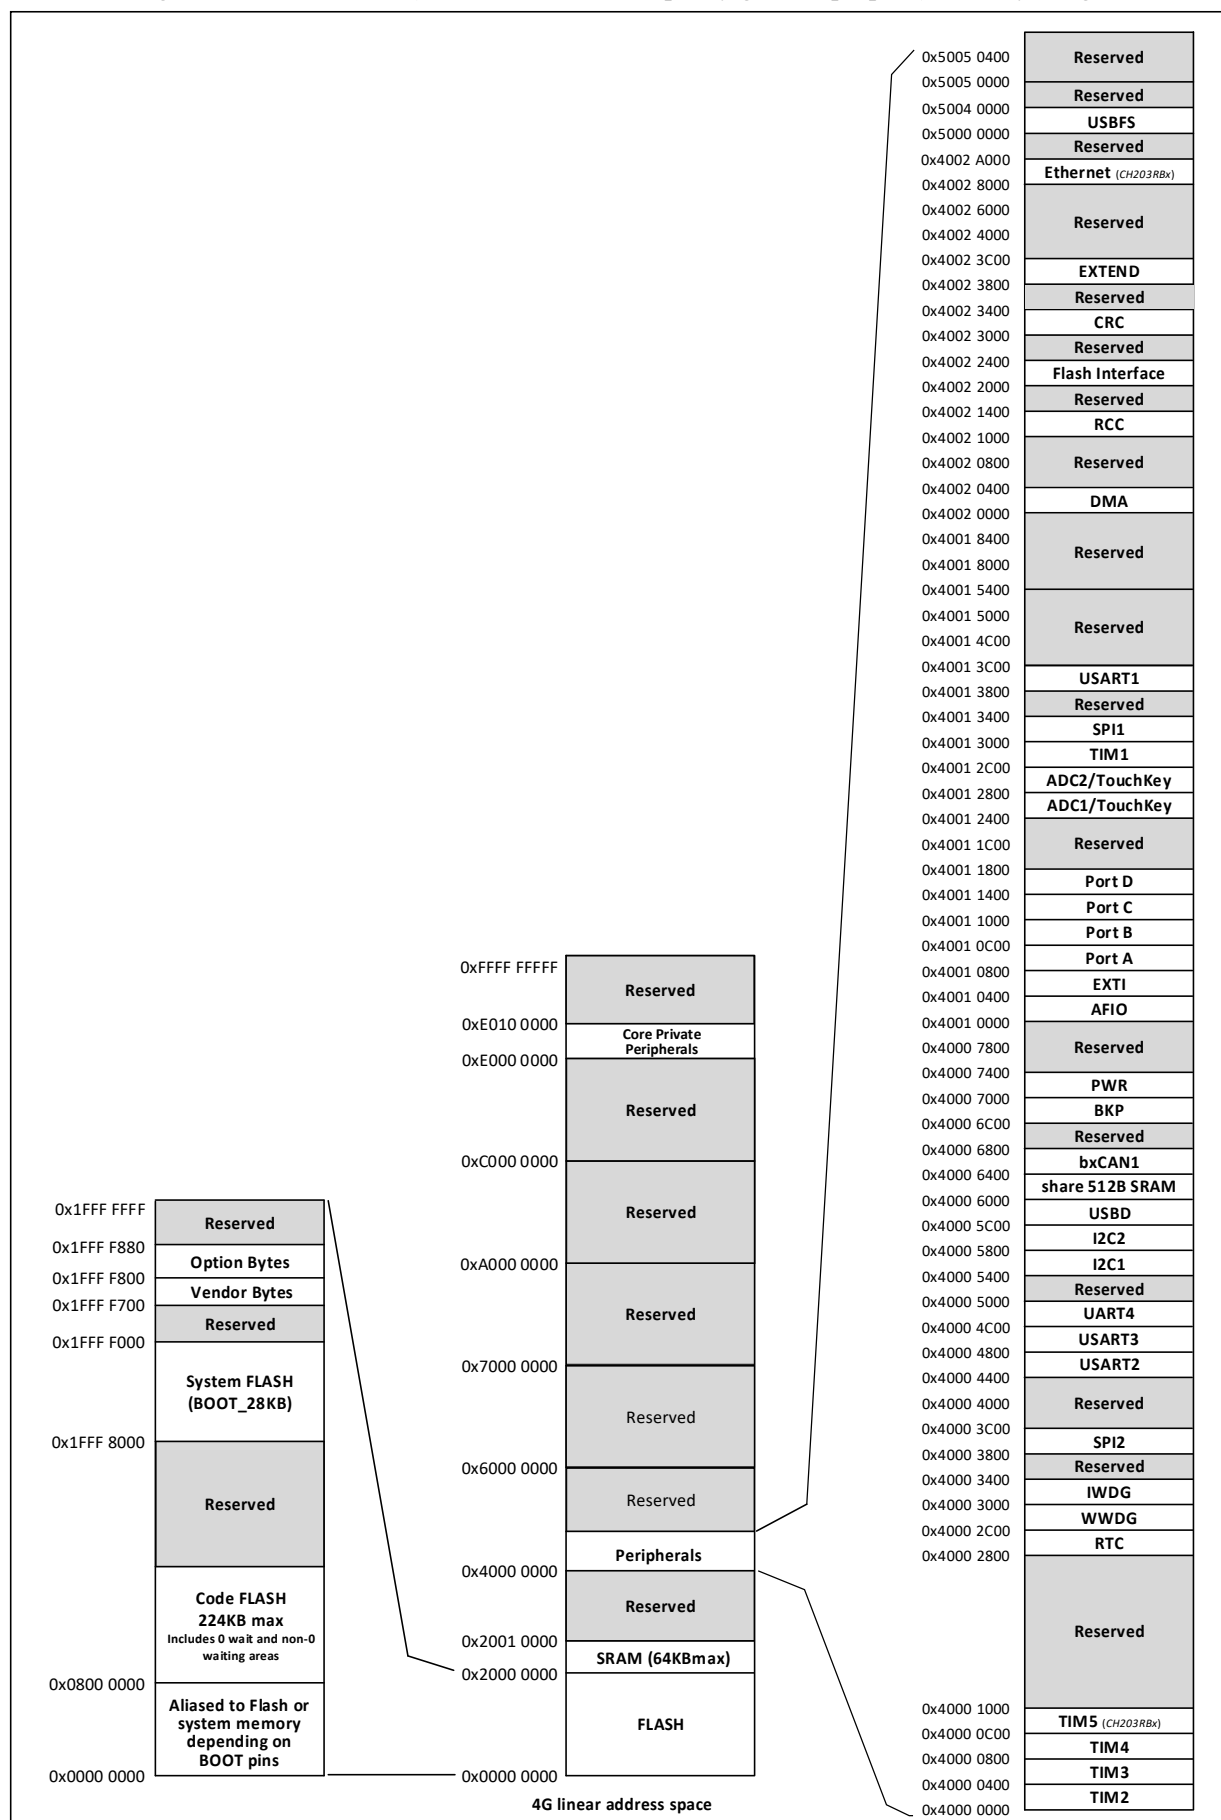 0x1FFF FFFF
Reserved
0x1FFF F880
Option Bytes
0x1FFF F800
Vendor Bytes
0x1FFF F700
Reserved
0x1FFF F000
System FLASH
(BOOT_28KB)
0x1FFF 8000
Reserved
Code FLASH
224KB max
Includes 0 wait and non-0
waiting areas
0x0800 0000
Aliased to Flash or
system memory
depending on
BOOT pins
0x0000 0000
0xFFFF FFFFF
Reserved
0xE010 0000
Core Private
Peripherals
0xE000 0000
Reserved
0xC000 0000
Reserved
0xA000 0000
Reserved
0x7000 0000
Reserved
0x6000 0000
Reserved
Peripherals
0x4000 0000
Reserved
0x2001 0000
SRAM (64KBmax)
0x2000 0000
FLASH
0x0000 0000
4G linear address space
0x5005 0400
Reserved
0x5005 0000
Reserved
0x5004 0000
USBFS
0x5000 0000
Reserved
0x4002 A000
Ethernet (CH203RBx)
0x4002 8000
0x4002 6000
Reserved
0x4002 4000
0x4002 3C00
EXTEND
0x4002 3800
Reserved
0x4002 3400
CRC
0x4002 3000
Reserved
0x4002 2400
Flash Interface
0x4002 2000
Reserved
0x4002 1400
RCC
0x4002 1000
Reserved
0x4002 0800
0x4002 0400
DMA
0x4002 0000
0x4001 8400
Reserved
0x4001 8000
0x4001 5400
0x4001 5000
Reserved
0x4001 4C00
0x4001 3C00
USART1
0x4001 3800
Reserved
0x4001 3400
SPI1
0x4001 3000
TIM1
0x4001 2C00
ADC2/TouchKey
0x4001 2800
ADC1/TouchKey
0x4001 2400
Reserved
0x4001 1C00
0x4001 1800
Port D
0x4001 1400
Port C
0x4001 1000
Port B
0x4001 0C00
Port A
0x4001 0800
EXTI
0x4001 0400
AFIO
0x4001 0000
Reserved
0x4000 7800
0x4000 7400
PWR
0x4000 7000
BKP
0x4000 6C00
Reserved
0x4000 6800
bxCAN1
0x4000 6400
share 512B SRAM
0x4000 6000
USBD
0x4000 5C00
I2C2
0x4000 5800
I2C1
0x4000 5400
Reserved
0x4000 5000
UART4
0x4000 4C00
USART3
0x4000 4800
USART2
0x4000 4400
Reserved
0x4000 4000
0x4000 3C00
SPI2
0x4000 3800
Reserved
0x4000 3400
IWDG
0x4000 3000
WWDG
0x4000 2C00
RTC
0x4000 2800
Reserved
0x4000 1000
TIM5 (CH203RBx)
0x4000 0C00
TIM4
0x4000 0800
TIM3
0x4000 0400
TIM2
0x4000 0000